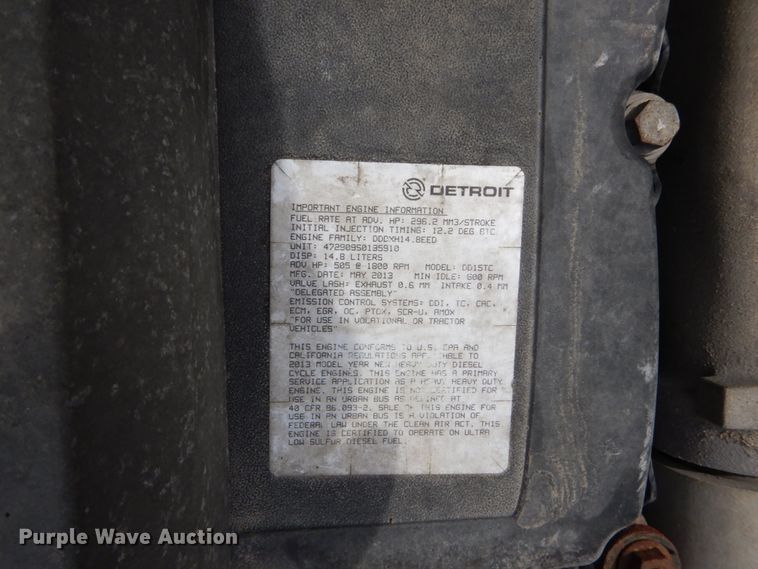 DETROIT
IMPORTANT ENGINE INFORMATION
FUEL RATE AT ADV. HP: 296.2 MM3/STROKE
INITIAL INJECTION TIMING: 12.2 DEG BTC
ENGINE FAMILY: DDDXH14.8EED
UNIT: 472909S0135910
DISP: 14.8 LITERS
ADV HP: 505 @ 1800 RPM MODEL: DD15TC
MFG. DATE: MAY 2013 MIN IDLE: 600 RPM
VALVE LASH: EXHAUST 0.6 MM INTAKE 0.4 MM
"DELEGATED ASSEMBLY"
EMISSION CONTROL SYSTEMS: DDI, TC, CAC,
ECM, EGR, OC, PTOX, SCR-U, AMOX
"FOR USE IN VOCATIONAL OR TRACTOR
VEHICLES"
THIS ENGINE CONFORMS TO U.S. EPA AND
CALIFORNIA REGULATIONS APPLICABLE TO
2013 MODEL YEAR NEW HEAVY DUTY DIESEL
CYCLE ENGINES. THIS ENGINE HAS A PRIMARY
SERVICE APPLICATION AS A HEAVY DUTY
ENGINE. THIS ENGINE IS NOT CERTIFIED FOR
USE IN AN URBAN BUS AS DEFINED AT
40 CFR 86.093-2. SALE OF THIS ENGINE FOR
USE IN AN URBAN BUS IS A VIOLATION OF
FEDERAL LAW UNDER THE CLEAN AIR ACT. THIS
ENGINE IS CERTIFIED TO OPERATE ON ULTRA
LOW SULFUR DIESEL FUEL.
Purple Wave Auction